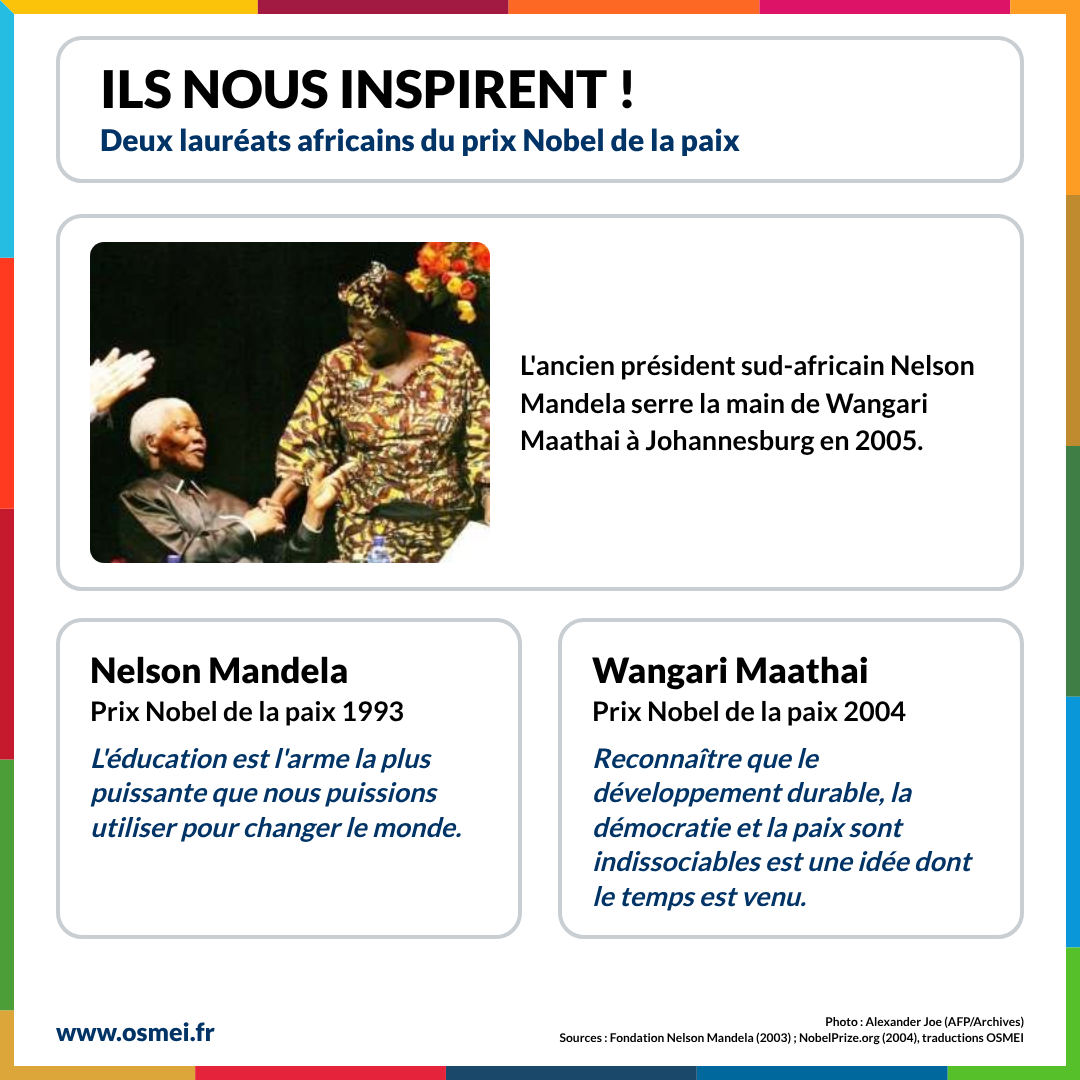 ILS NOUS INSPIRENT !
Deux lauréats africains du prix Nobel de la paix
L'ancien président sud-africain Nelson
Mandela serre la main de Wangari
Maathai à Johannesburg en 2005.
Nelson Mandela
Prix Nobel de la paix 1993
L'éducation est l'arme la plus
puissante que nous puissions
utiliser pour changer le monde.
Wangari Maathai
Prix Nobel de la paix 2004
Reconnaître que le
développement durable, la
démocratie et la paix sont
indissociables est une idée dont
le temps est venu.
www.osmei.fr
Photo : Alexander Joe (AFP/Archives)
Sources : Fondation Nelson Mandela (2003) ; NobelPrize.org (2004), traductions OSMEI